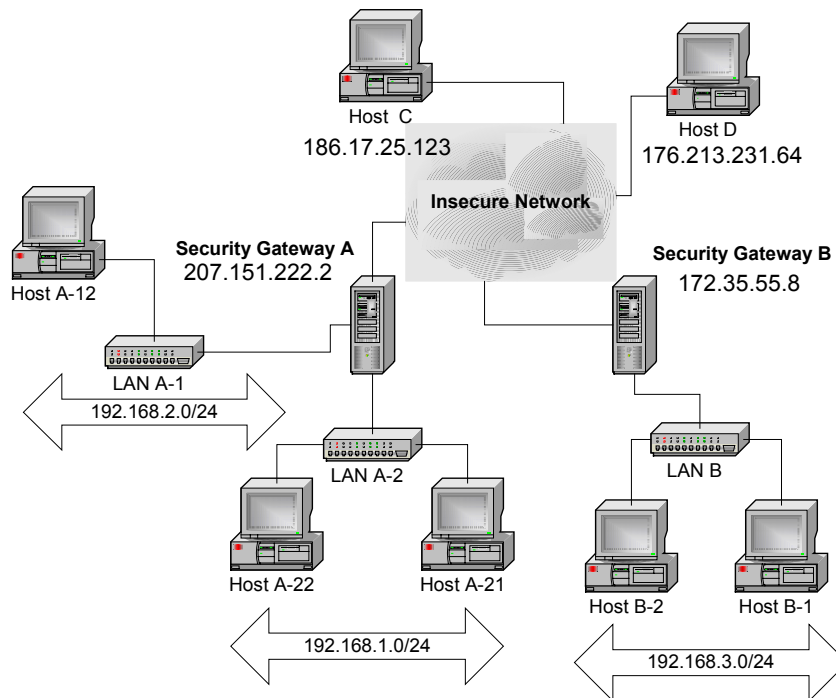 Host C
186.17.25.123
Host D
176.213.231.64
Insecure Network
Security Gateway A
207.151.222.2
Security Gateway B
172.35.55.8
Host A-12
LAN A-1
192.168.2.0/24
LAN A-2
LAN B
Host A-22
Host A-21
Host B-2
Host B-1
192.168.1.0/24
192.168.3.0/24